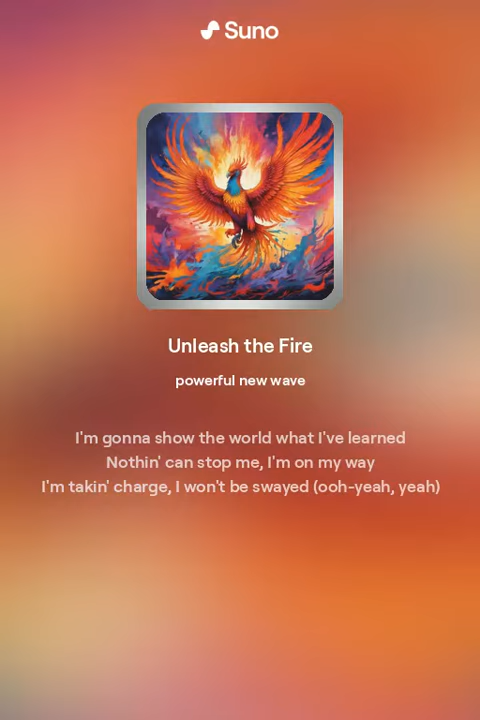 Suno
Unleash the Fire
powerful new wave
I'm gonna show the world what I've learned
Nothin' can stop me, I'm on my way
I'm takin' charge, I won't be swayed (ooh-yeah, yeah)